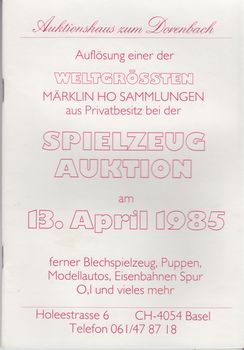 Auktionshaus zum Dorenbach
Auflösung einer der
WELTGRÖSSTEN
MÄRKLIN HO SAMMLUNGEN
aus Privatbesitz bei der
SPIELZEUG
AUKTION
am
13. April 1985
ferner Blechspielzeug, Puppen,
Modellautos, Eisenbahnen Spur
O,I und vieles mehr
Holeestrasse 6 CH-4054 Basel
Telefon 061/47 87 18